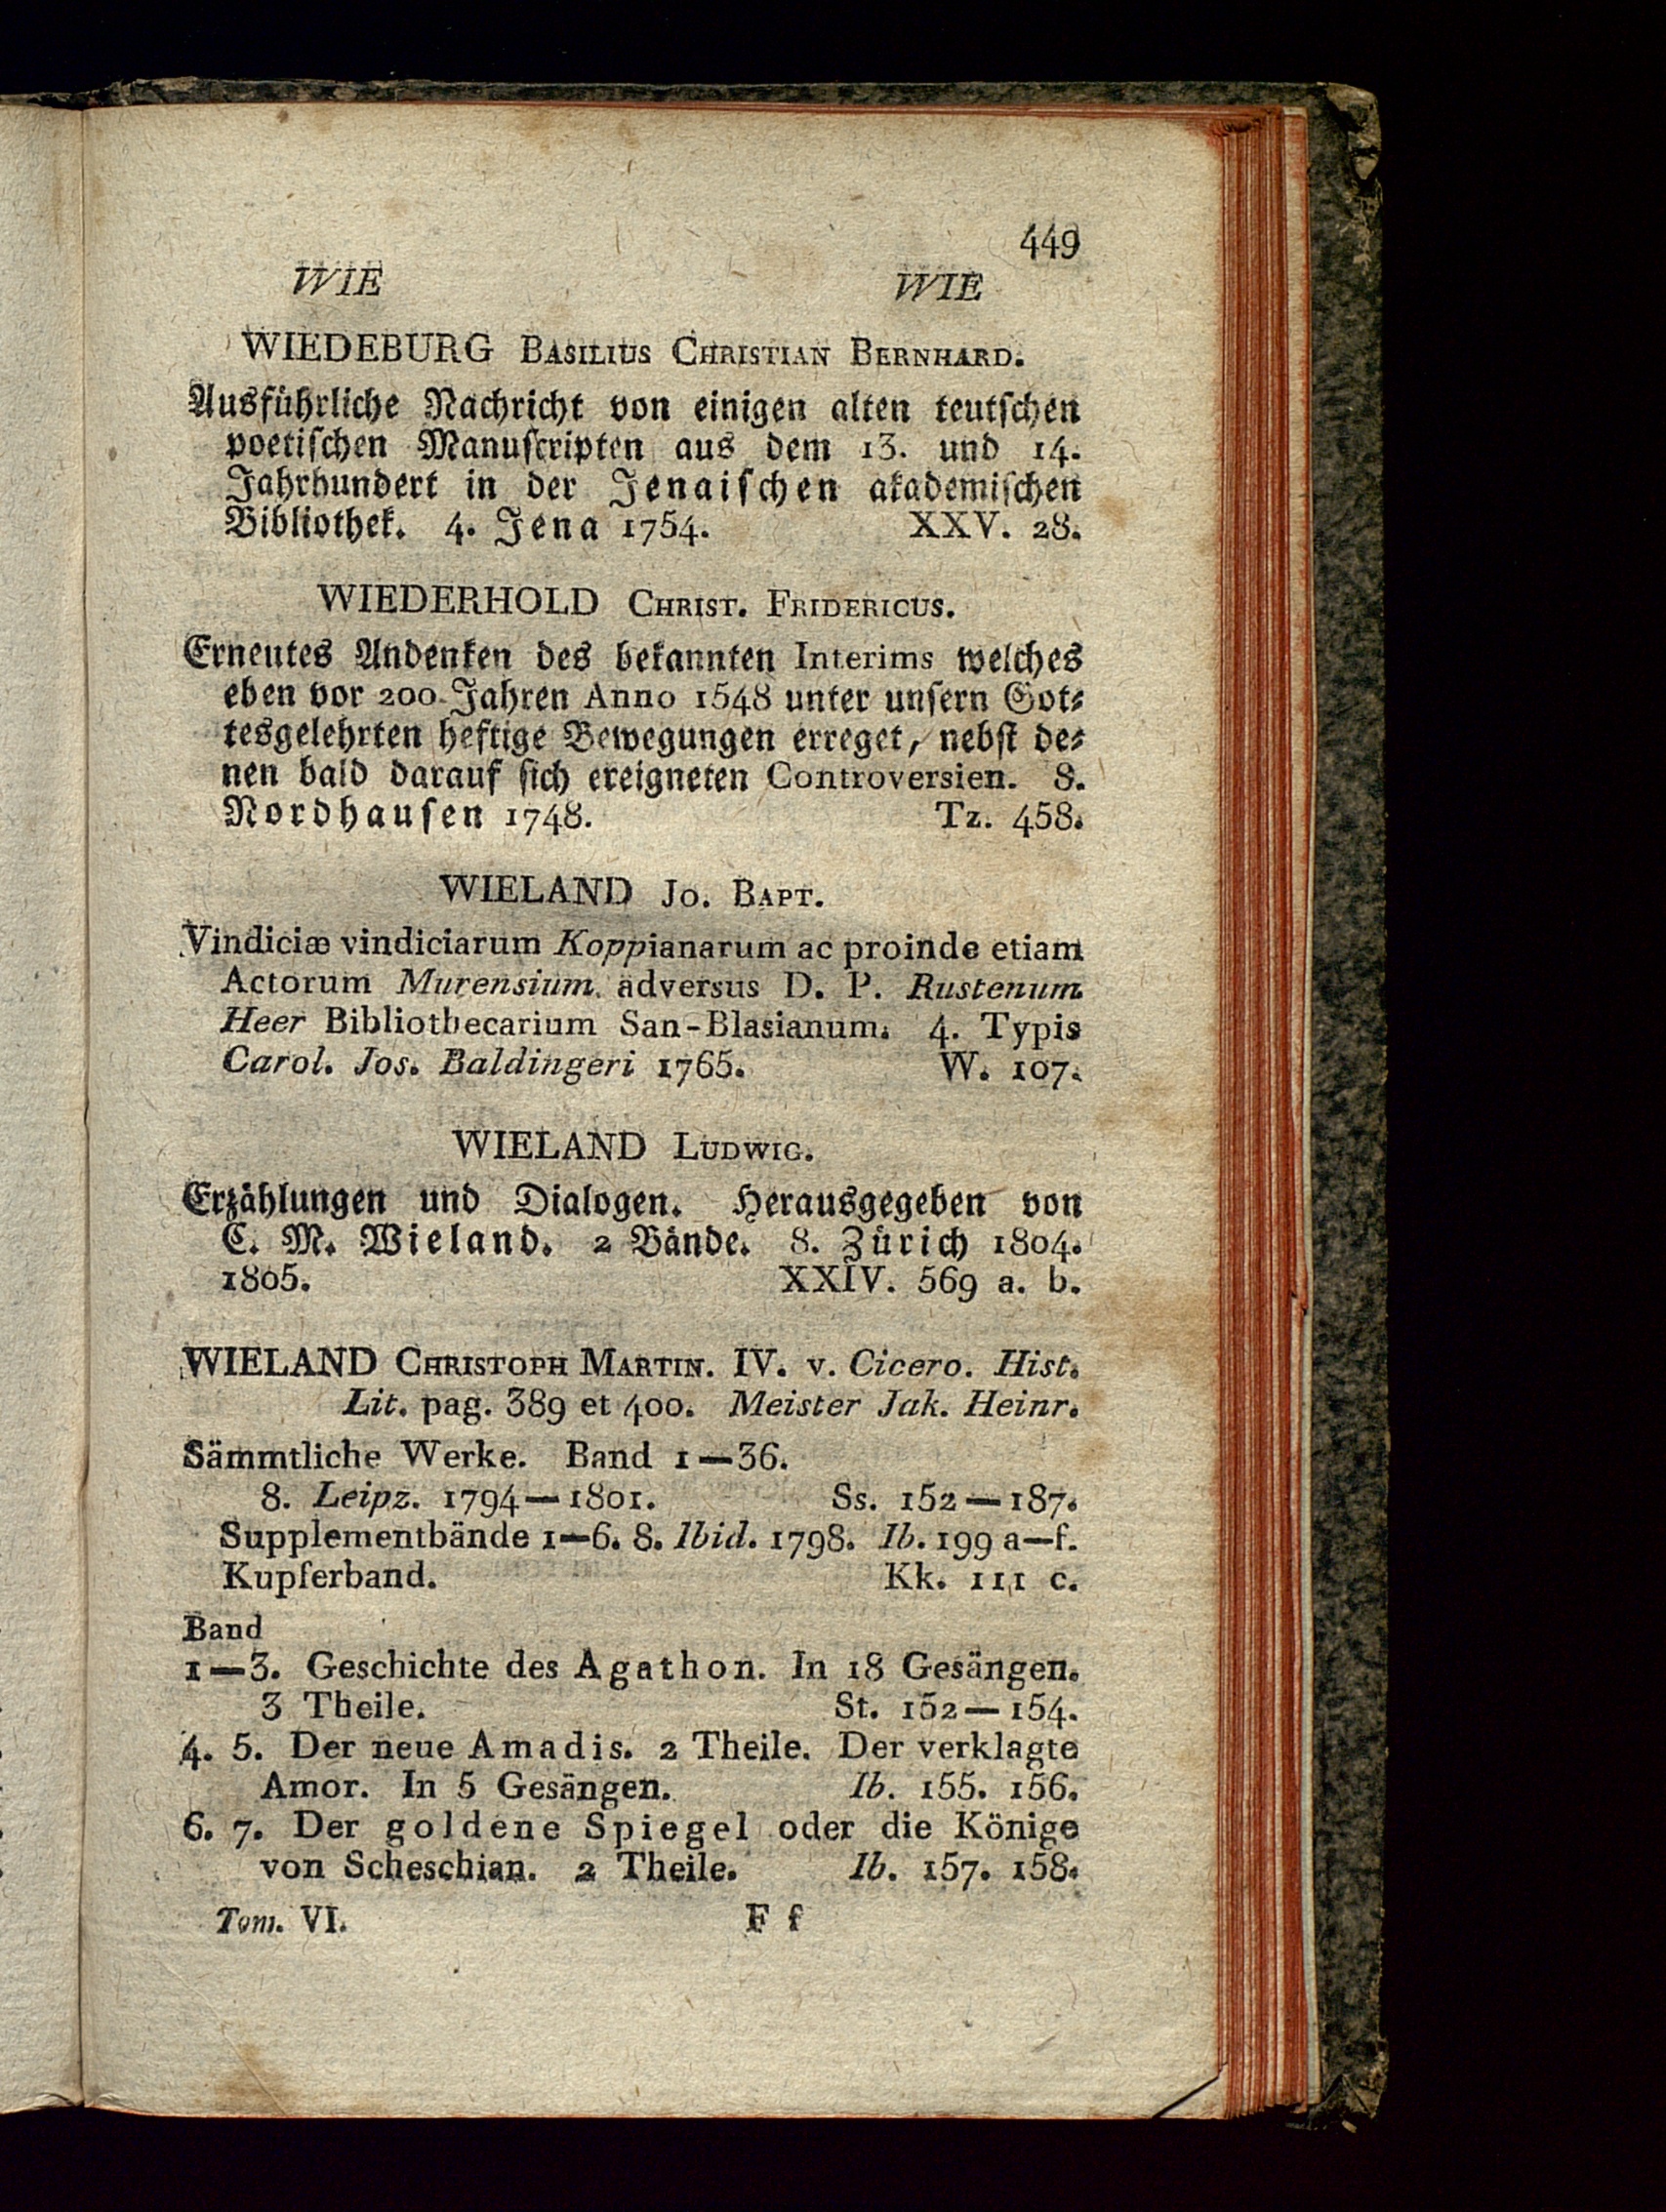 449
WIE WIE
WIEDEBURG Basilius Christian Bernhard.
Ausführliche Nachricht von einigen alten teutschen
poetischen Manuscripten aus dem 13. und 14.
Jahrhundert in der Jenaischen akademischen
Bibliothek. 4. Jena 1754. XXV. 28.
WIEDERHOLD Christ. Fridericus.
Erneutes Andenken des bekannten Interims welches
eben vor 200 Jahren Anno 1548 unter unsern Got-
tesgelehrten heftige Bewegungen erreget, nebst de-
nen bald darauf sich ereigneten Controversien. 8.
Nordhausen 1748. Tz. 458.
WIELAND Jo. Bapt.
Vindiciæ vindiciarum Koppianarum ac proinde etiam
Actorum Murensium adversus D. P. Rustenum
Heer Bibliothecarium San-Blasianum. 4. Typis
Carol. Jos. Baldingeri 1765. W. 107.
WIELAND Ludwig.
Erzählungen und Dialogen. Herausgegeben von
C. M. Wieland. 2 Bände. 8. Zürich 1804.
1805. XXIV. 569 a. b.
WIELAND Christoph Martin. IV. v. Cicero. Hist.
Lit. pag. 389 et 400. Meister Jak. Heinr.
Sämmtliche Werke. Band 1—36.
8. Leipz. 1794—1801. Ss. 152—187.
Supplementbände 1—6. 8. Ibid. 1798. Ib. 199 a—f.
Kupferband. Kk. 111 c.
Band
1—3. Geschichte des Agathon. In 18 Gesängen.
3 Theile. St. 152—154.
4. 5. Der neue Amadis. 2 Theile. Der verklagte
Amor. In 5 Gesängen. Ib. 155. 156.
6. 7. Der goldene Spiegel oder die Könige
von Scheschian. 2 Theile. Ib. 157. 158.
Tom. VI. F f